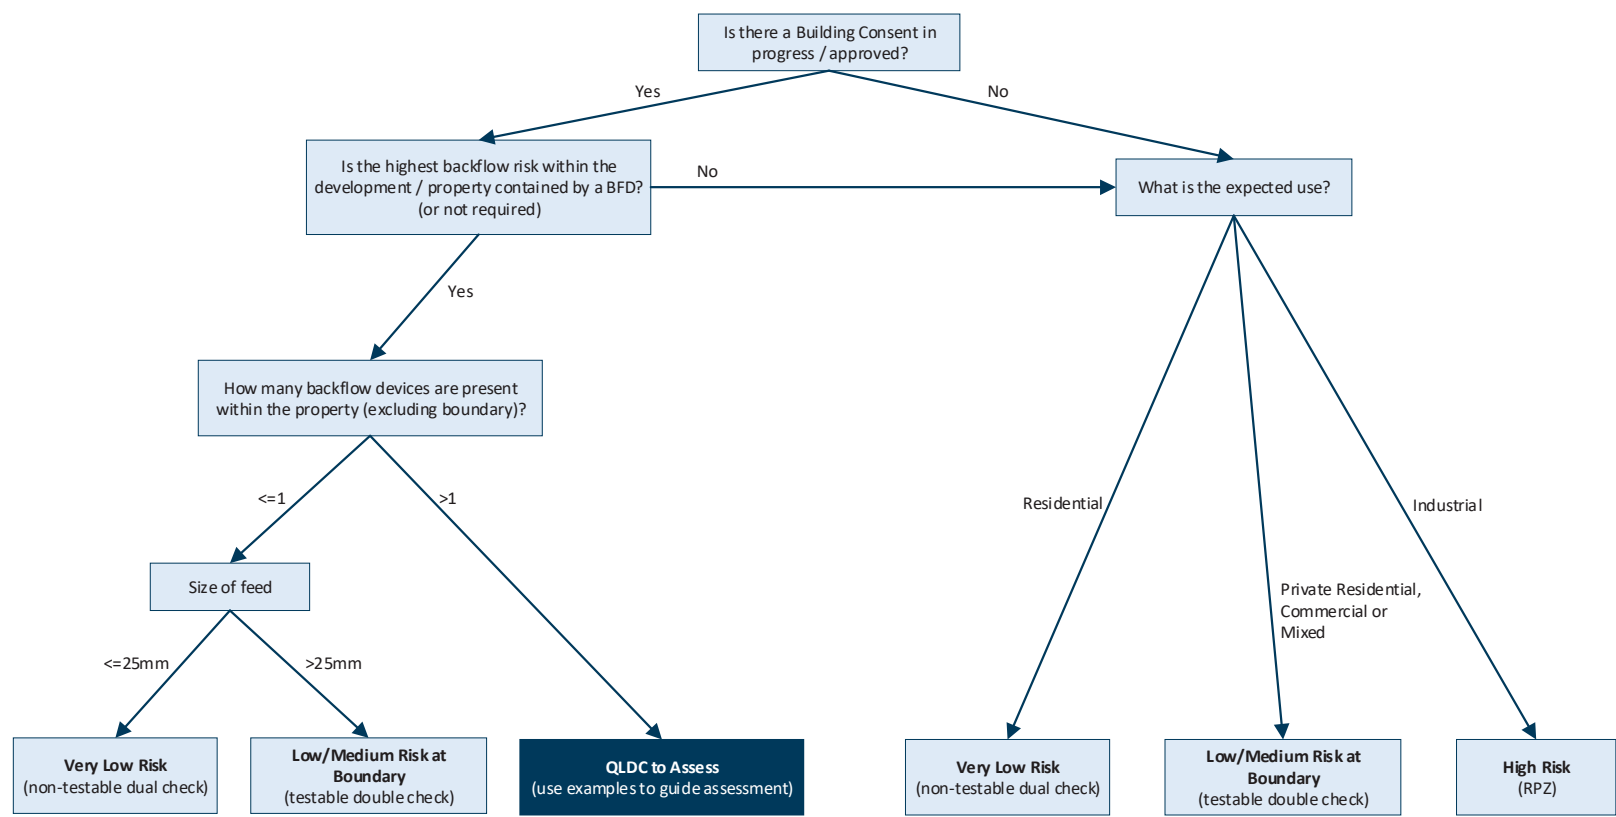 Is there a Building Consent in
progress / approved?
Yes
No
Is the highest backflow risk within the
development / property contained by a BFD?
(or not required)
No
What is the expected use?
Yes
How many backflow devices are present
within the property (excluding boundary)?
<=1
>1
Residential
Industrial
Size of feed
Private Residential,
Commercial or
Mixed
<=25mm
>25mm
Very Low Risk
(non-testable dual check)
Low/Medium Risk at
Boundary
(testable double check)
QLDC to Assess
(use examples to guide assessment)
Very Low Risk
(non-testable dual check)
Low/Medium Risk at
Boundary
(testable double check)
High Risk
(RPZ)